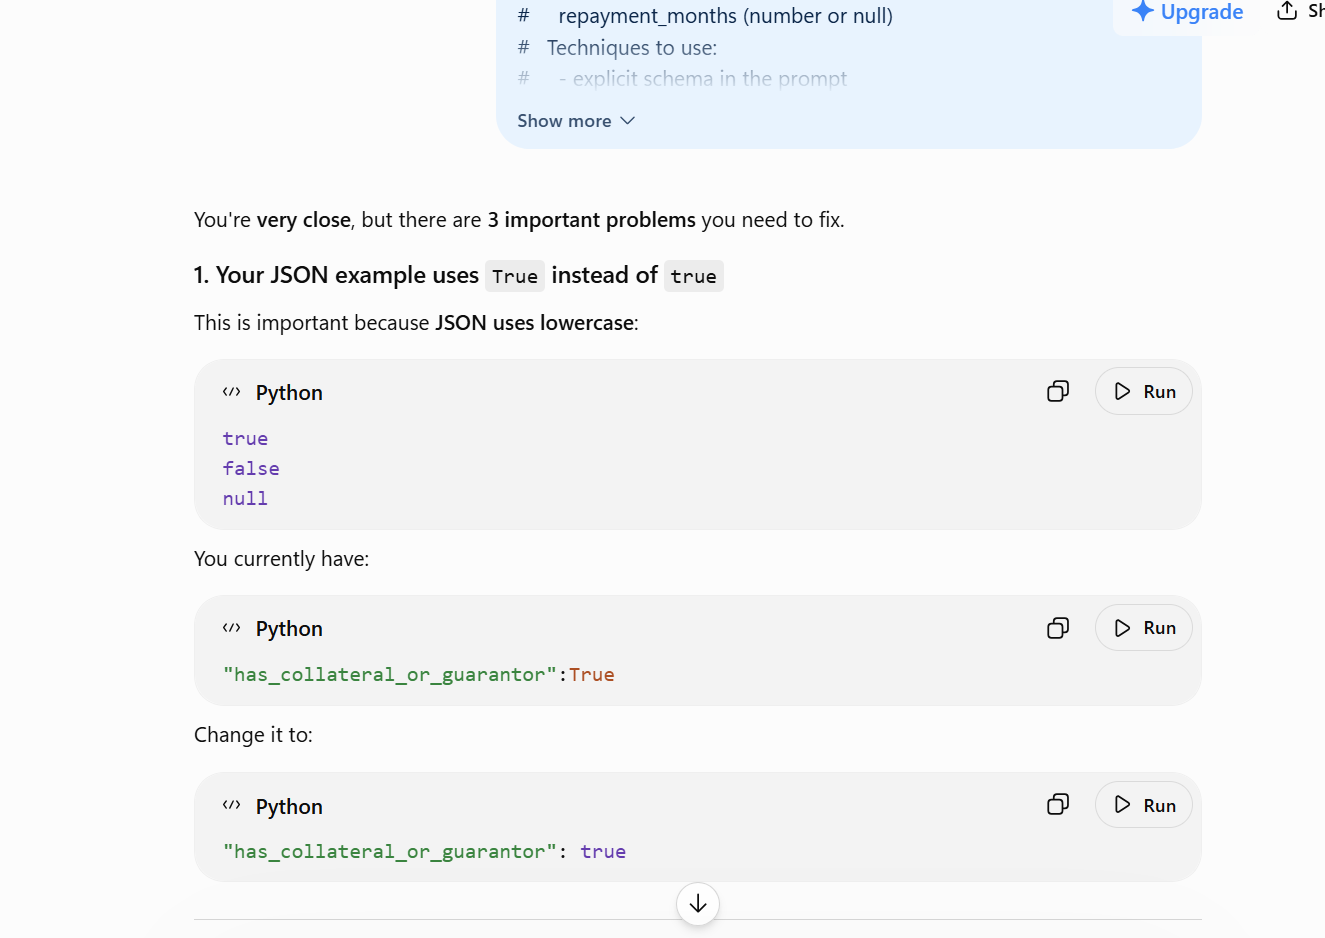 # repayment_months (number or null)
Upgrade
Sh
# Techniques to use:
# - explicit schema in the prompt
Show more
You're very close, but there are 3 important problems you need to fix.
1. Your JSON example uses True instead of true
This is important because JSON uses lowercase:
Python
Run
true
false
null
You currently have:
Python
Run
"has_collateral_or_guarantor":True
Change it to:
Python
Run
"has_collateral_or_guarantor": true